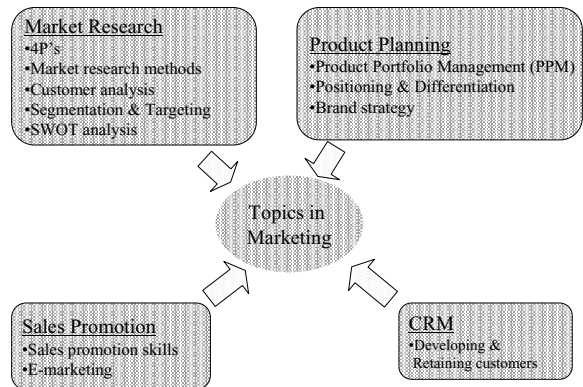 Market Research
•4P's
•Market research methods
•Customer analysis
•Segmentation & Targeting
•SWOT analysis
Product Planning
•Product Portfolio Management (PPM)
•Positioning & Differentiation
•Brand strategy
Topics in
Marketing
Sales Promotion
•Sales promotion skills
•E-marketing
CRM
•Developing &
Retaining customers